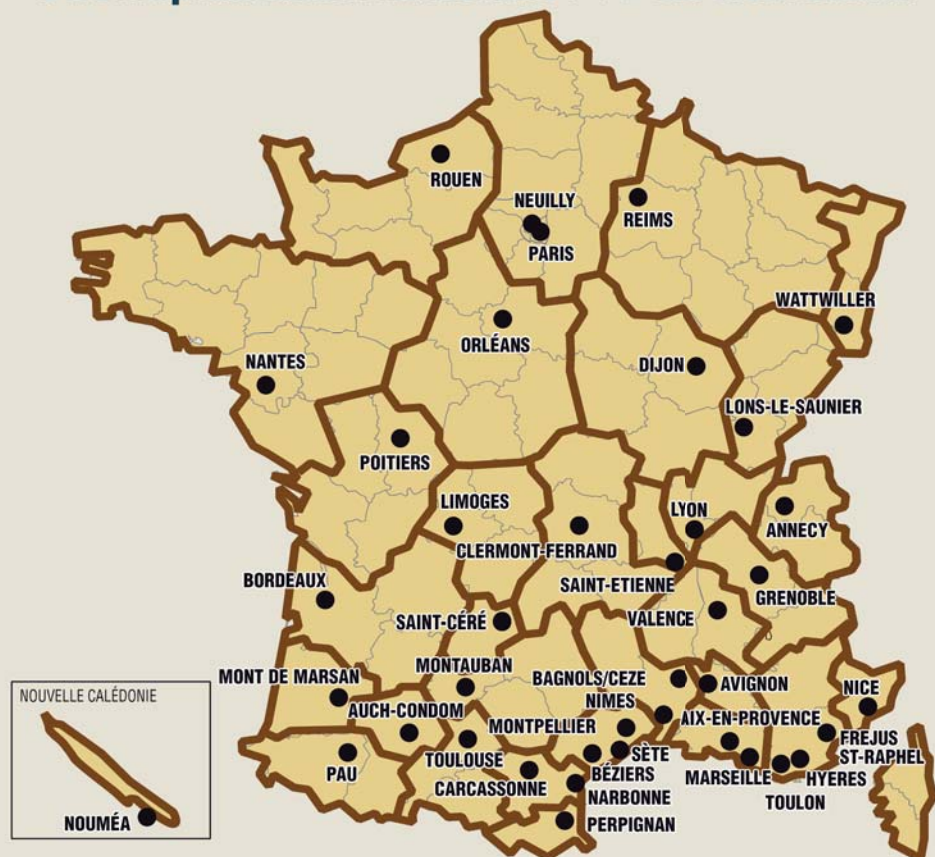 ROUEN
NEUILLY
PARIS
REIMS
WATTWILLER
ORLÉANS
NANTES
DIJON
LONS-LE-SAUNIER
POITIERS
LIMOGES
LYON
ANNECY
CLERMONT-FERRAND
BORDEAUX
SAINT-ETIENNE
GRENOBLE
SAINT-CÉRÉ
VALENCE
MONTAUBAN
MONT DE MARSAN
BAGNOLS/CEZE
AVIGNON
NICE
NOUVELLE CALÉDONIE
AUCH-CONDOM
NIMES
MONTPELLIER
AIX-EN-PROVENCE
FREJUS
ST-RAPHEL
PAU
TOULOUSE
SÈTE
CARCASSONNE
BÉZIERS
MARSEILLE
HYERES
NARBONNE
TOULON
NOUMÉA
PERPIGNAN